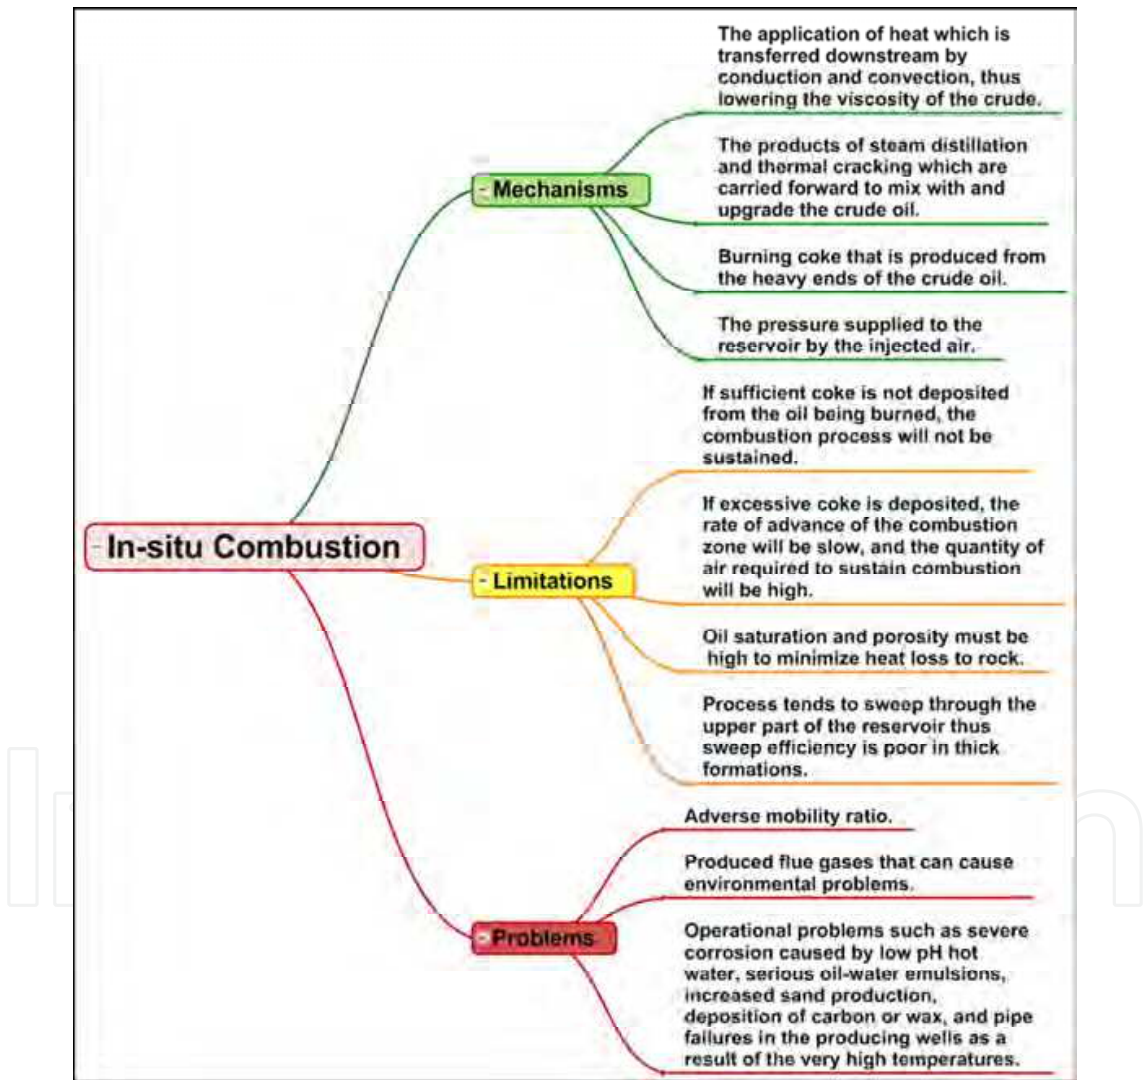 The application of heat which is
transferred downstream by
conduction and convection, thus
lowering the viscosity of the crude.
The products of steam distillation
and thermal cracking which are
carried forward to mix with and
upgrade the crude oil.
Mechanisms
Burning coke that is produced from
the heavy ends of the crude oil.
The pressure supplied to the
reservoir by the injected air.
If sufficient coke is not deposited
from the oil being burned, the
combustion process will not be
sustained.
In-situ Combustion
If excessive coke is deposited, the
rate of advance of the combustion
zone will be slow, and the quantity of
air required to sustain combustion
will be high.
Limitations
Oil saturation and porosity must be
high to minimize heat loss to rock.
Process tends to sweep through the
upper part of the reservoir thus
sweep efficiency is poor in thick
formations.
Adverse mobility ratio.
Produced flue gases that can cause
environmental problems.
Problems
Operational problems such as severe
corrosion caused by low pH hot
water, serious oil-water emulsions,
increased sand production,
deposition of carbon or wax, and pipe
failures in the producing wells as a
result of the very high temperatures.